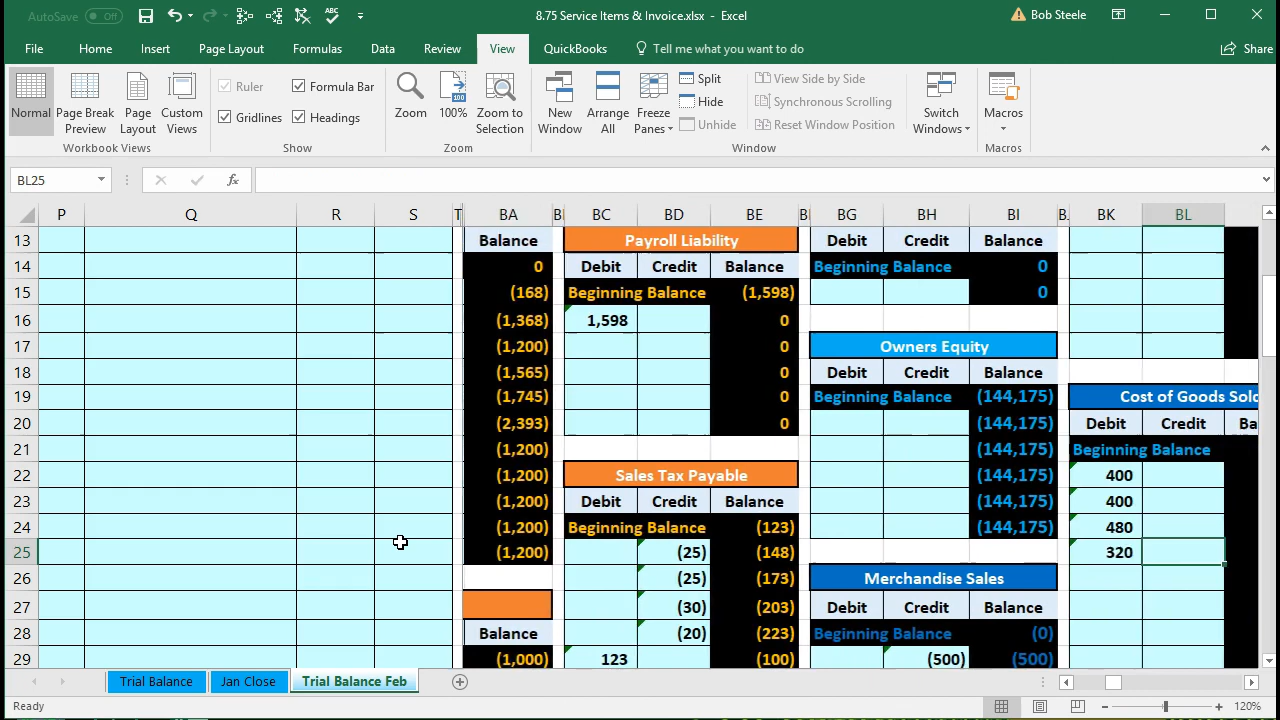 AutoSave Off 8.75 Service Items & Invoice.xlsx - Excel Bob Steele
File Home Insert Page Layout Formulas Data Review View QuickBooks Tell me what you want to do Share
Normal Page Break Preview Page Layout Custom Views
Ruler Formula Bar
Gridlines Headings
Zoom 100% Zoom to Selection
New Window Arrange All Freeze Panes
Split View Side by Side
Hide Synchronous Scrolling
Unhide Reset Window Position
Switch Windows Macros
Workbook Views Show Zoom Window Macros
BL25 fx
P Q R S T BA BC BD BE BG BH BI BK BL
13 Balance Payroll Liability Debit Credit Balance
14 0 Debit Credit Balance Beginning Balance 0
15 (168) Beginning Balance (1,598) 0
16 (1,368) 1,598 0
17 (1,200) 0 Owners Equity
18 (1,565) 0 Debit Credit Balance
19 (1,745) 0 Beginning Balance (144,175) Cost of Goods Sold
20 (2,393) 0 (144,175) Debit Credit Ba
21 (1,200) (144,175) Beginning Balance
22 (1,200) Sales Tax Payable (144,175) 400
23 (1,200) Debit Credit Balance (144,175) 400
24 (1,200) Beginning Balance (123) (144,175) 480
25 (1,200) (25) (148) 320
26 (25) (173) Merchandise Sales
27 (30) (203) Debit Credit Balance
28 Balance (20) (223) Beginning Balance (0)
29 (1,000) 123 (100) (500) (500)
Trial Balance Jan Close Trial Balance Feb
Ready 120%